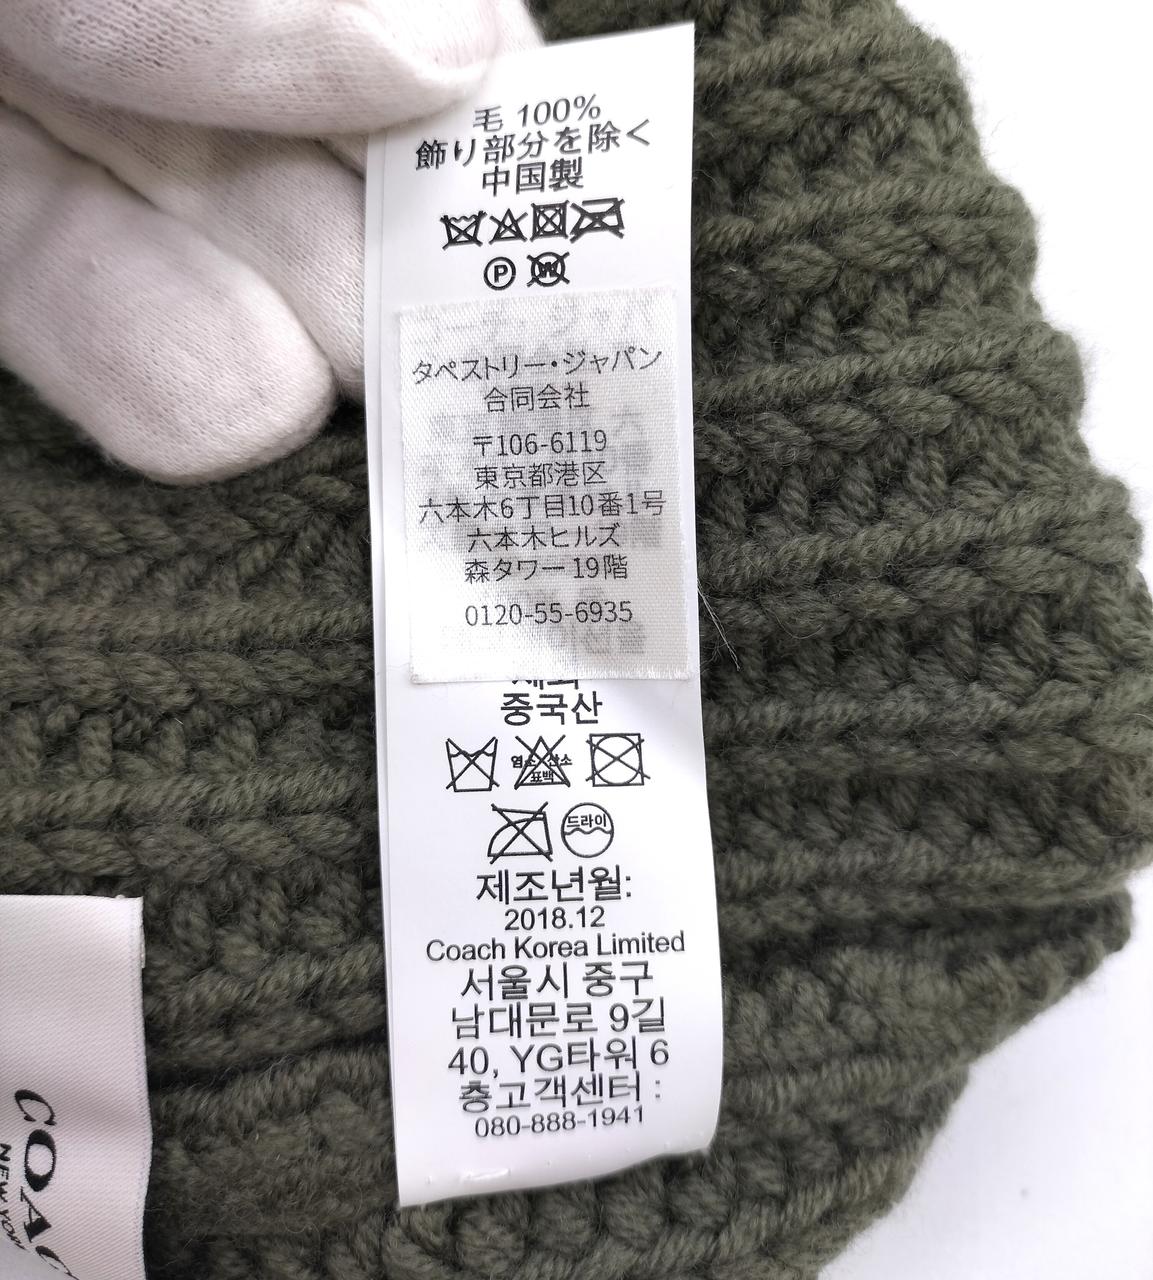 毛 100%
飾り部分を除く
中国製
P
W
タペストリー・ジャパン
合同会社
〒106-6119
東京都港区
六本木6丁目10番1号
六本木ヒルズ
森タワー 19階
0120-55-6935
중국산
염소 산소
표백
드라이
제조년월:
2018.12
Coach Korea Limited
서울시 중구
남대문로 9길
40, YG타워 6
층고객센터 :
080-888-1941
NEW YORK